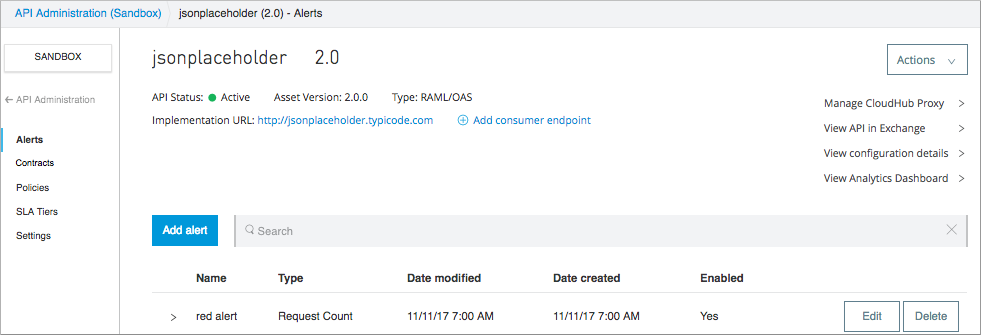 API Administration (Sandbox) jsonplaceholder (2.0) - Alerts
SANDBOX
API Administration
Alerts
Contracts
Policies
SLA Tiers
Settings
jsonplaceholder 2.0
Actions
API Status: Active Asset Version: 2.0.0 Type: RAML/OAS
Implementation URL: http://jsonplaceholder.typicode.com Add consumer endpoint
Manage CloudHub Proxy
View API in Exchange
View configuration details
View Analytics Dashboard
Add alert Search
Name Type Date modified Date created Enabled
red alert Request Count 11/11/17 7:00 AM 11/11/17 7:00 AM Yes Edit Delete